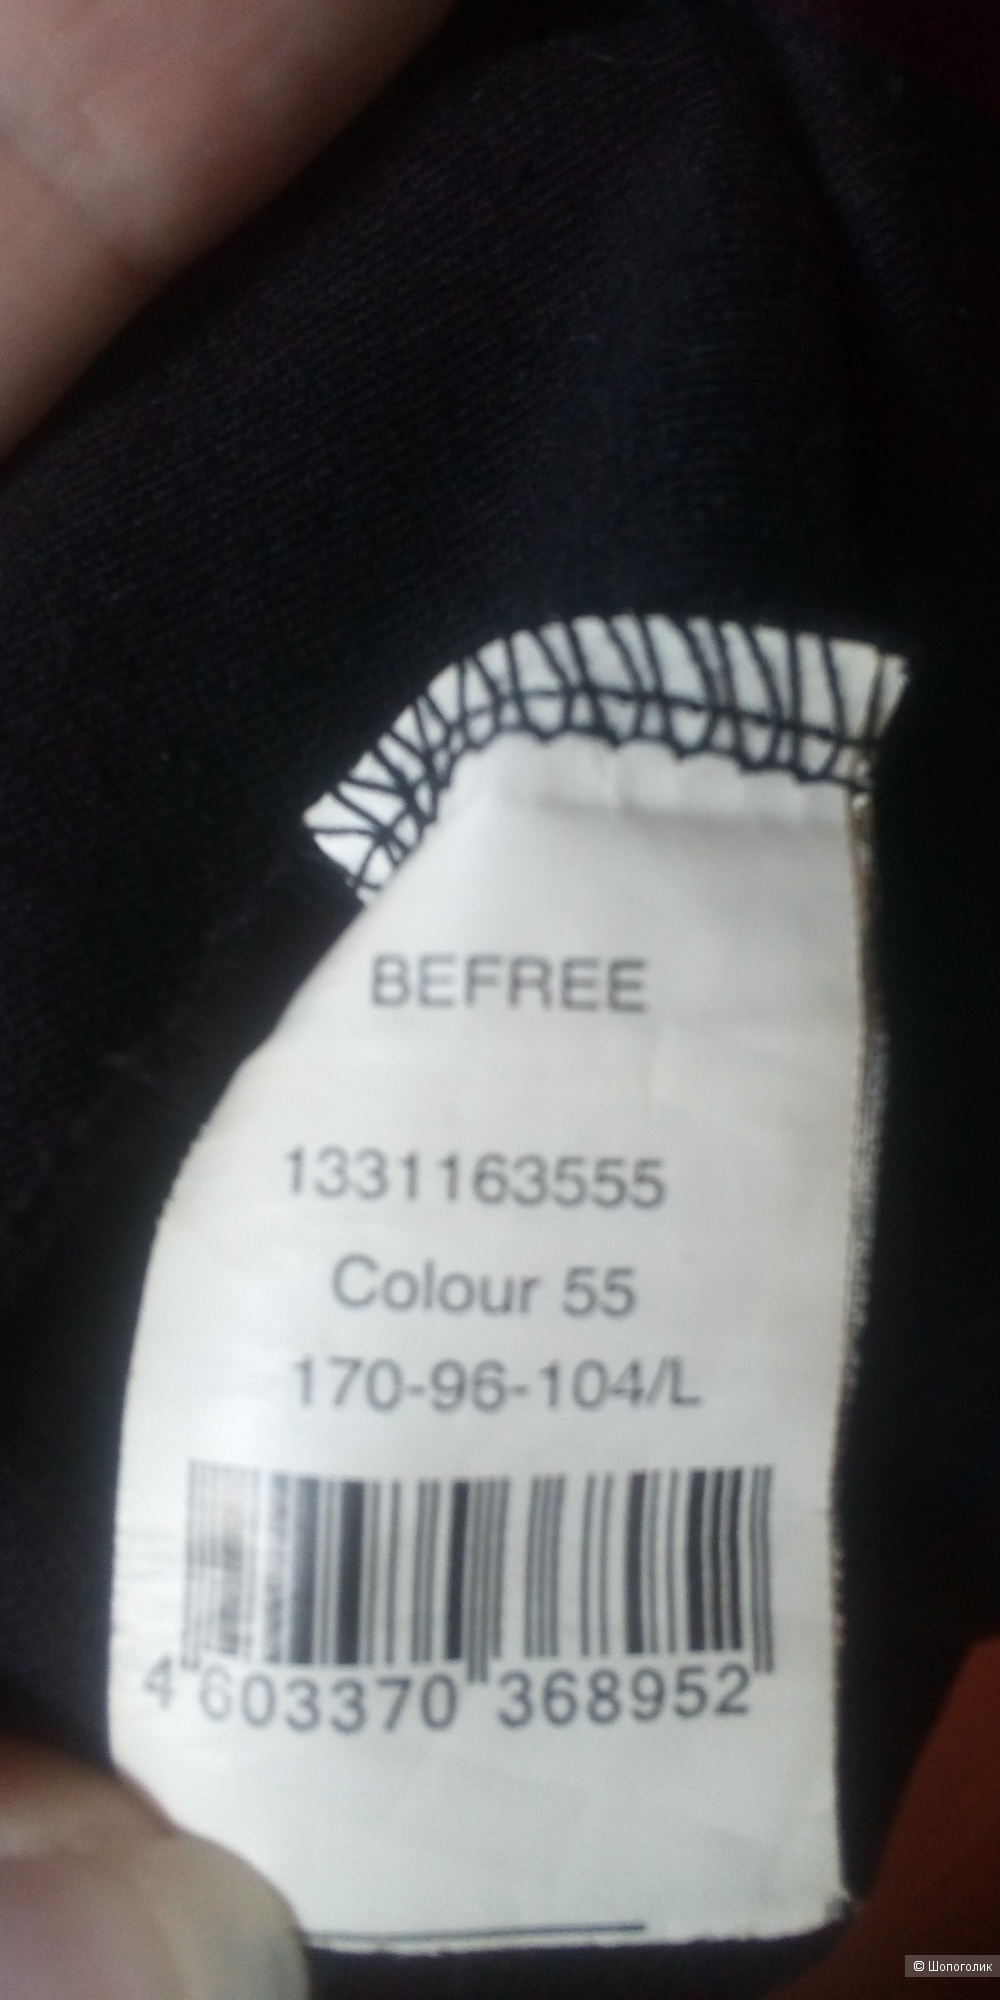 BEFREE
1331163555
Colour 55
170-96-104/L
4 603370 368952
© Шопоголик